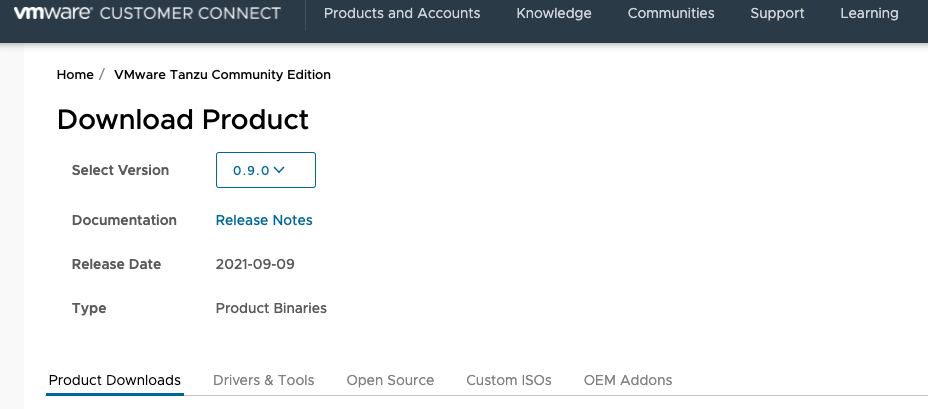 vmware® CUSTOMER CONNECT Products and Accounts Knowledge Communities Support Learning
Home / VMware Tanzu Community Edition
Download Product
Select Version 0.9.0
Documentation Release Notes
Release Date 2021-09-09
Type Product Binaries
Product Downloads Drivers & Tools Open Source Custom ISOs OEM Addons